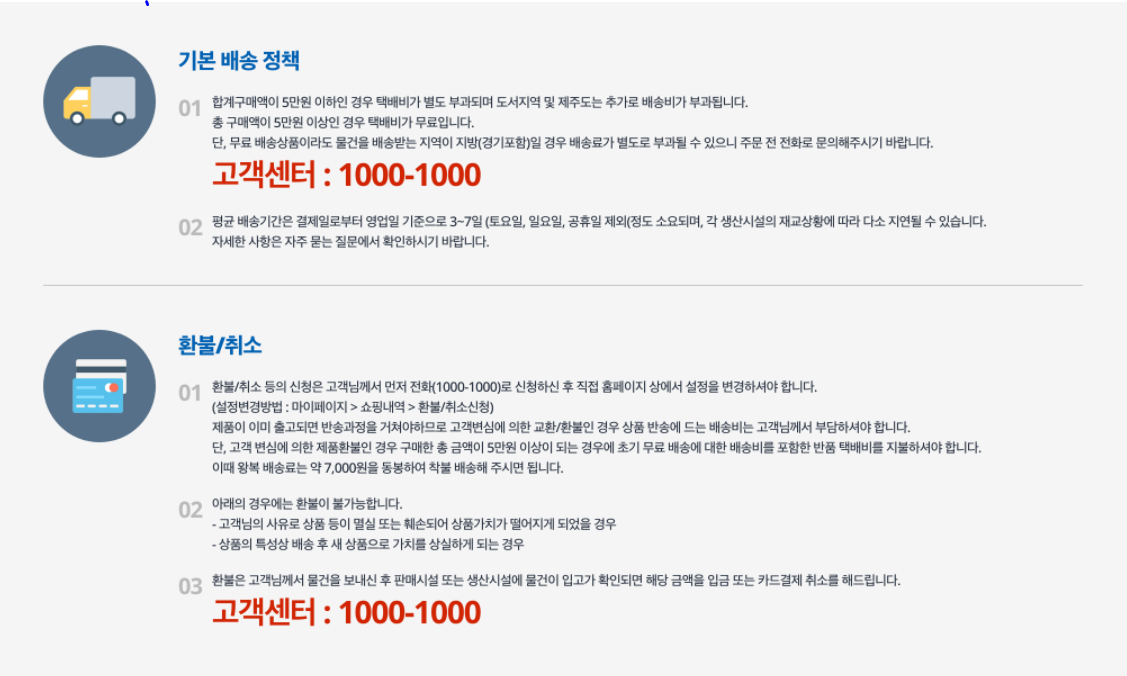 기본 배송 정책
01 합계구매액이 5만원 이하인 경우 택배비가 별도 부과되며 도서지역 및 제주도는 추가로 배송비가 부과됩니다.
총 구매액이 5만원 이상인 경우 택배비가 무료입니다.
단, 무료 배송상품이라도 물건을 배송받는 지역이 지방(경기포함)일 경우 배송료가 별도로 부과될 수 있으니 주문 전 전화로 문의해주시기 바랍니다.
고객센터 : 1000-1000
02 평균 배송기간은 결제일로부터 영업일 기준으로 3~7일 (토요일, 일요일, 공휴일 제외(정도 소요되며, 각 생산시설의 재교상황에 따라 다소 지연될 수 있습니다.
자세한 사항은 자주 묻는 질문에서 확인하시기 바랍니다.
환불/취소
01 환불/취소 등의 신청은 고객님께서 먼저 전화(1000-1000)로 신청하신 후 직접 홈페이지 상에서 설정을 변경하셔야 합니다.
(설정변경방법 : 마이페이지 > 쇼핑내역 > 환불/취소신청)
제품이 이미 출고되면 반송과정을 거쳐야하므로 고객변심에 의한 교환/환불인 경우 상품 반송에 드는 배송비는 고객님께서 부담하셔야 합니다.
단, 고객 변심에 의한 제품환불인 경우 구매한 총 금액이 5만원 이상이 되는 경우에 초기 무료 배송에 대한 배송비를 포함한 반품 택배비를 지불하셔야 합니다.
이때 왕복 배송료는 약 7,000원을 동봉하여 착불 배송해 주시면 됩니다.
02 아래의 경우에는 환불이 불가능합니다.
- 고객님의 사유로 상품 등이 멸실 또는 훼손되어 상품가치가 떨어지게 되었을 경우
- 상품의 특성상 배송 후 새 상품으로 가치를 상실하게 되는 경우
03 환불은 고객님께서 물건을 보내신 후 판매시설 또는 생산시설에 물건이 입고가 확인되면 해당 금액을 입금 또는 카드결제 취소를 해드립니다.
고객센터 : 1000-1000